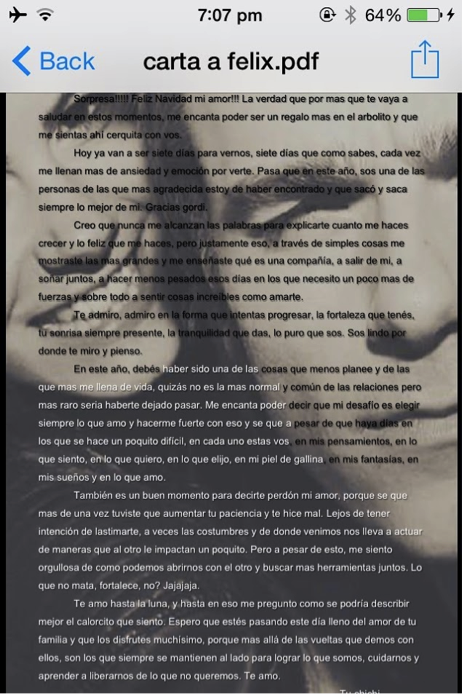 7:07 pm
64%
Back
carta a felix.pdf
Sorpresa!!!!! Feliz Navidad mi amor!!! La verdad que por mas que te vaya a
saludar en estos momentos, me encanta poder ser un regalo mas en el arbolito y que
me sientas ahí cerquita con vos.
Hoy ya van a ser siete días para vernos, siete días que como sabes, cada vez
me llenan mas de ansiedad y emoción por verte. Pasa que en este año, sos una de las
personas de las que mas agradecida estoy de haber encontrado y que sacó y saca
siempre lo mejor de mi. Gracias gordi.
Creo que nunca me alcanzan las palabras para explicarte cuanto me haces
crecer y lo feliz que me haces, pero justamente eso, a través de simples cosas me
mostraste las mas grandes y me enseñaste qué es una compañía, a salir de mi, a
soñar juntos, a hacer menos pesados esos días en los que necesito un poco mas de
fuerzas y sobre todo a sentir cosas increíbles como amarte.
Te admiro, admiro en la forma que intentas progresar, la fortaleza que tenés,
tu sonrisa siempre presente, la tranquilidad que das, lo puro que sos. Sos lindo por
donde te miro y pienso.
En este año, debés haber sido una de las cosas que menos planee y de las
que mas me llena de vida, quizás no es la mas normal y común de las relaciones pero
mas raro seria haberte dejado pasar. Me encanta poder decir que mi desafío es elegir
siempre lo que amo y hacerme fuerte con eso y se que a pesar de que haya días en
los que se hace un poquito difícil, en cada uno estas vos, en mis pensamientos, en lo
que siento, en lo que quiero, en lo que elijo, en mi piel de gallina, en mis fantasías, en
mis sueños y en lo que amo.
También es un buen momento para decirte perdón mi amor, porque se que
mas de una vez tuviste que aumentar tu paciencia y te hice mal. Lejos de tener
intención de lastimarte, a veces las costumbres y de donde venimos nos lleva a actuar
de maneras que al otro le impactan un poquito. Pero a pesar de esto, me siento
orgullosa de como podemos abrirnos con el otro y buscar mas herramientas juntos. Lo
que no mata, fortalece, no? Jajajaja.
Te amo hasta la luna, y hasta en eso me pregunto como se podría describir
mejor el calorcito que siento. Espero que estés pasando este día lleno del amor de tu
familia y que los disfrutes muchísimo, porque mas allá de las vueltas que demos con
ellos, son los que siempre se mantienen al lado para lograr lo que somos, cuidarnos y
aprender a liberarnos de lo que no queremos. Te amo.